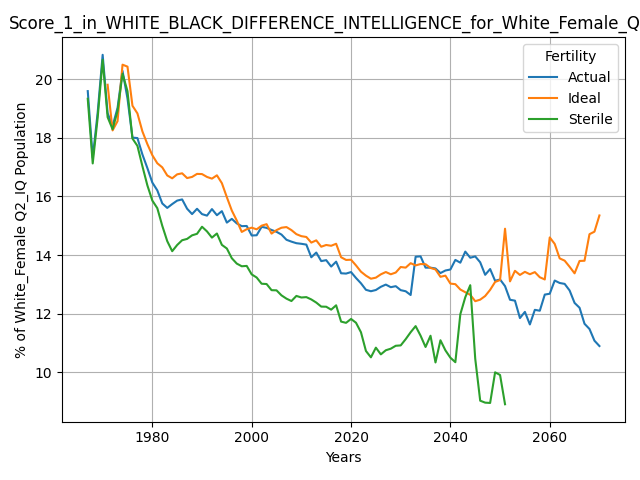 Score_1_in_WHITE_BLACK_DIFFERENCE_INTELLIGENCE_for_White_Female_Q
Fertility
Actual
Ideal
Sterile
% of White_Female Q2_IQ Population
20
18
16
14
12
10
1980
2000
2020
2040
2060
Years